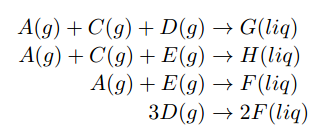 A(g) + C(g) + D(g) → G(liq)
A(g) + C(g) + E(g) → H(liq)
A(g) + E(g) → F(liq)
3D(g) → 2F(liq)